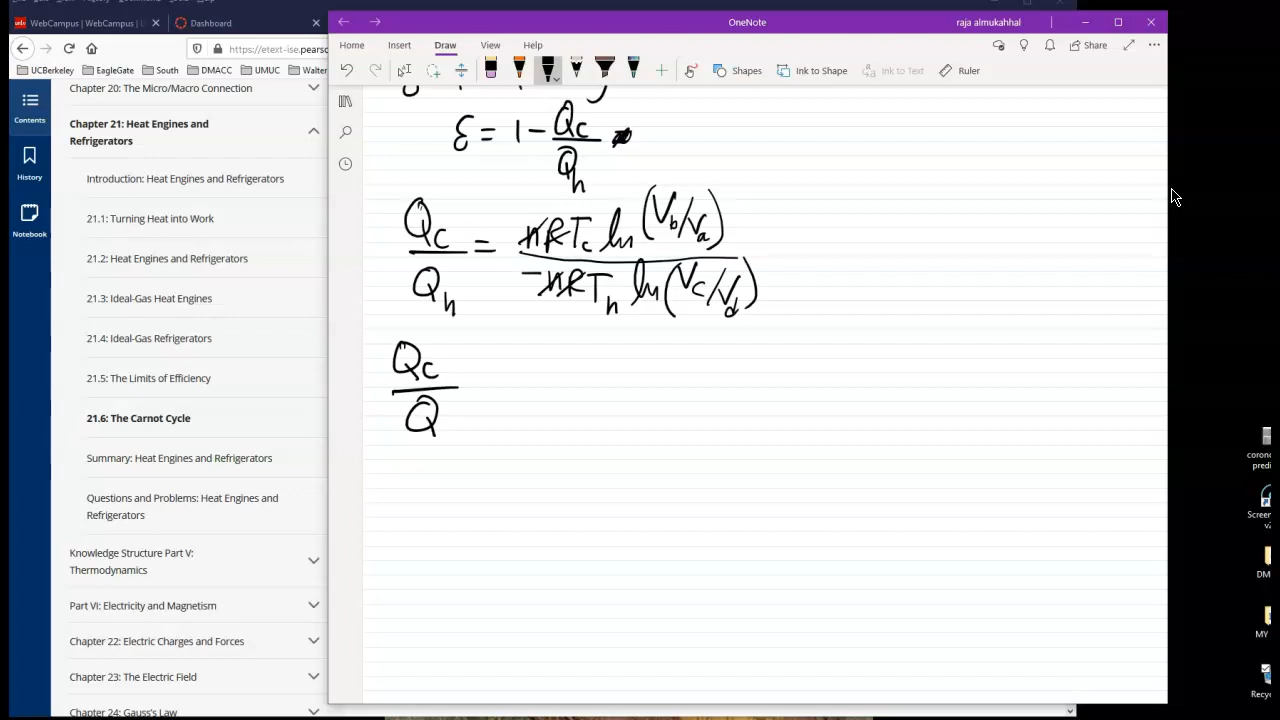 WebCampus | WebCampus | L
Dashboard
OneNote
raja almukahhal
https://etext-ise.pearsc
Home
Insert
Draw
View
Help
Share
UCBerkeley
EagleGate
South
DMACC
UMUC
Walter
Shapes
Ink to Shape
Ink to Text
Ruler
Contents
History
Notebook
Chapter 20: The Micro/Macro Connection
Chapter 21: Heat Engines and
Refrigerators
Introduction: Heat Engines and Refrigerators
21.1: Turning Heat into Work
21.2: Heat Engines and Refrigerators
21.3: Ideal-Gas Heat Engines
21.4: Ideal-Gas Refrigerators
21.5: The Limits of Efficiency
21.6: The Carnot Cycle
Summary: Heat Engines and Refrigerators
Questions and Problems: Heat Engines and
Refrigerators
Knowledge Structure Part V:
Thermodynamics
Part VI: Electricity and Magnetism
Chapter 22: Electric Charges and Forces
Chapter 23: The Electric Field
Chapter 24: Gauss's Law
ε = 1 - Qc/Qh
Qc/Qh = nRTc ln(Vb/Va) / -nRTh ln(Vc/Vd)
Qc/Q
corono
predi
Screer
v2
DM
MY
Recyc